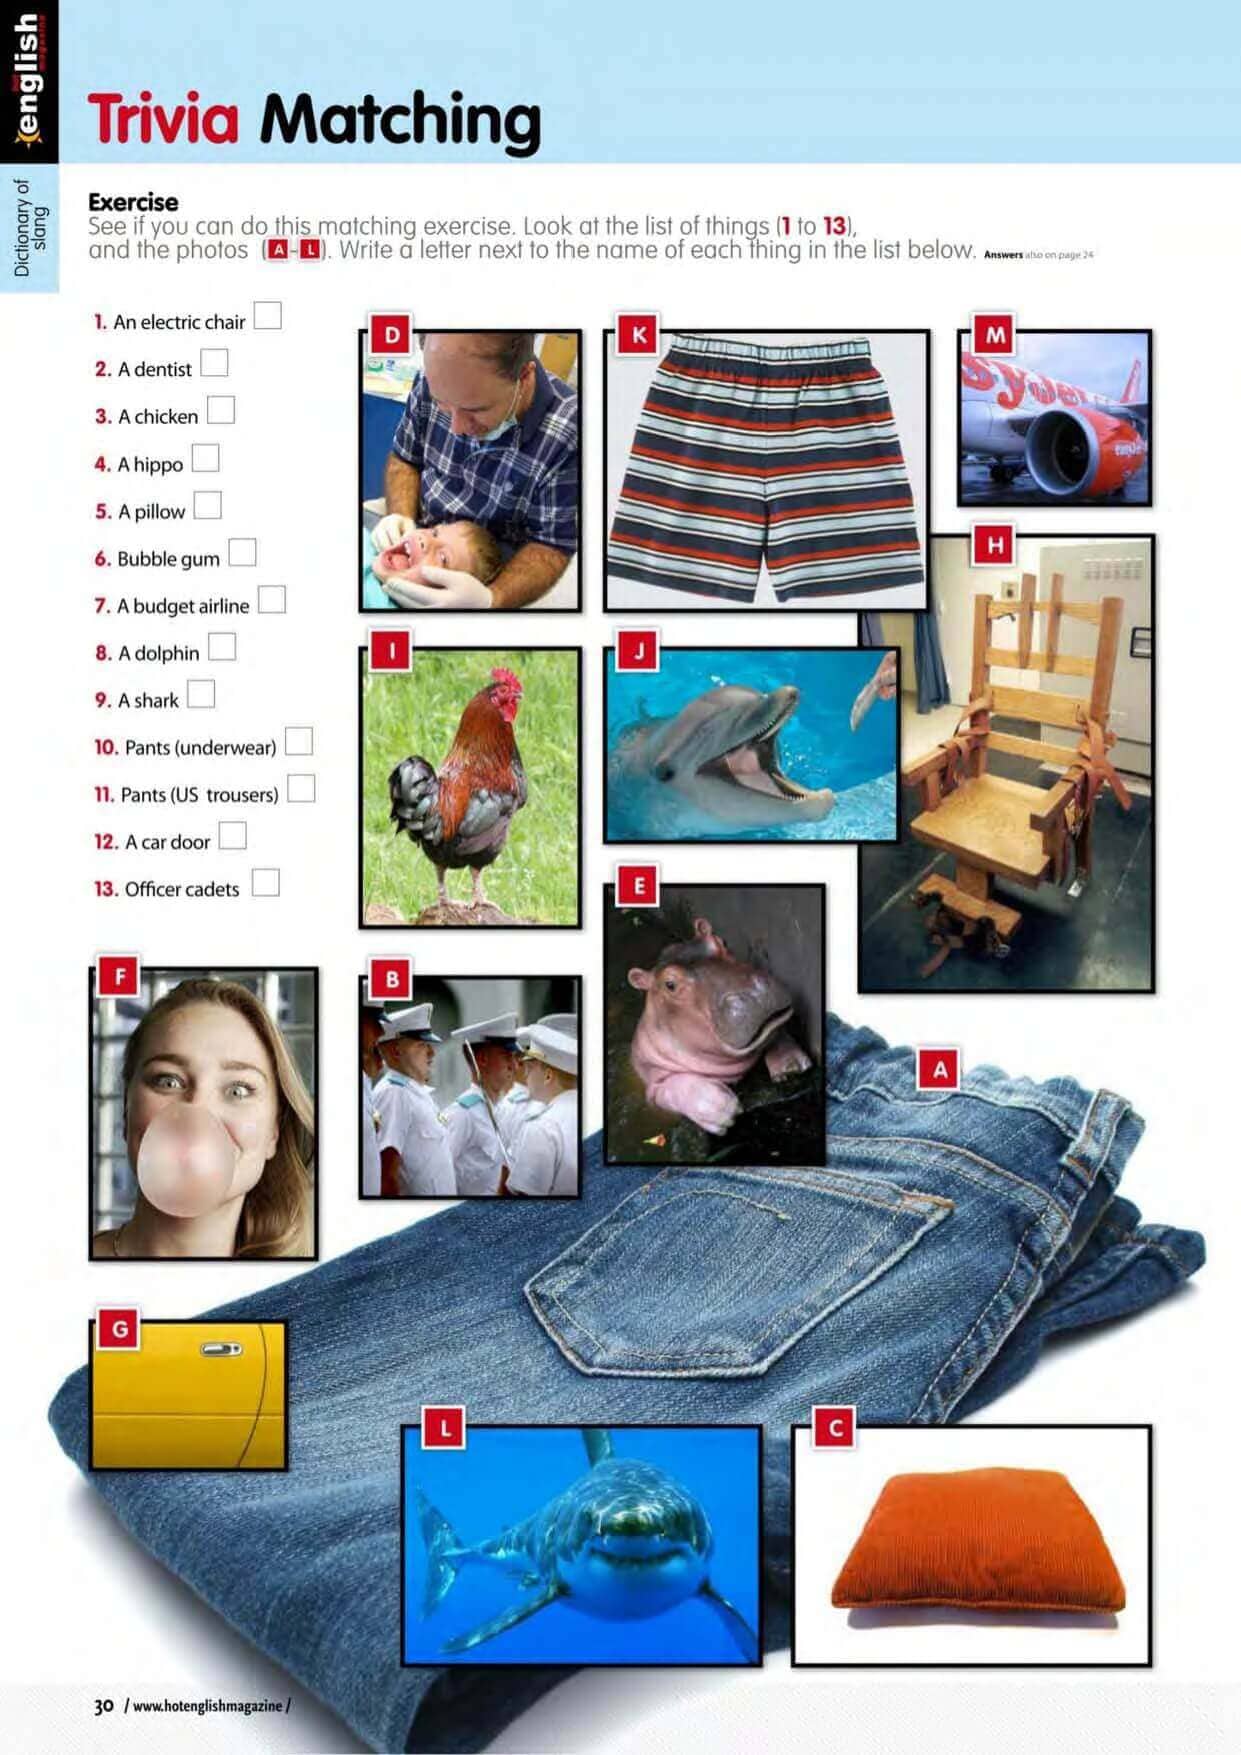 hot
english
magazine
Dictionary of
slang
Trivia Matching
Exercise
See if you can do this matching exercise. Look at the list of things (1 to 13),
and the photos (A-L). Write a letter next to the name of each thing in the list below. Answers also on page 24
1. An electric chair
2. A dentist
3. A chicken
4. A hippo
5. A pillow
6. Bubble gum
7. A budget airline
8. A dolphin
9. A shark
10. Pants (underwear)
11. Pants (US trousers)
12. A car door
13. Officer cadets
D
K
M
H
I
J
E
F
B
A
G
L
C
30 / www.hotenglishmagazine /